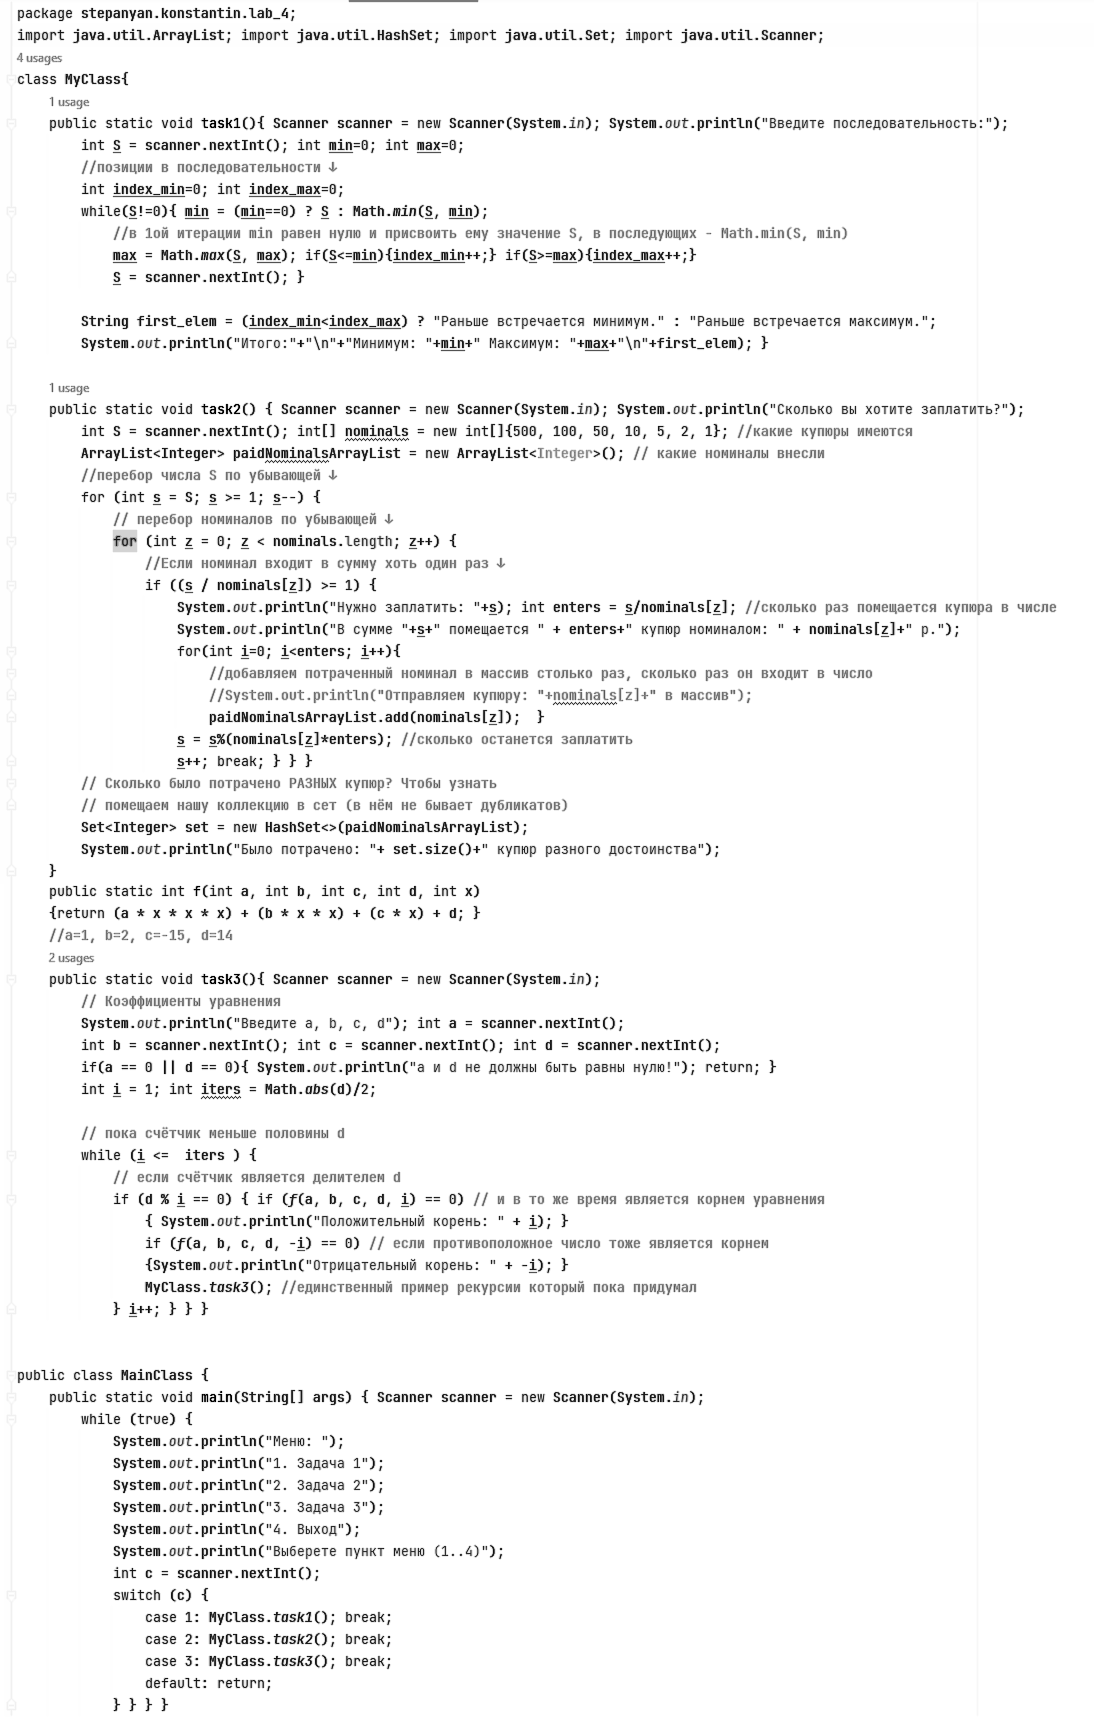 package stepanyan.konstantin.lab_4;
import java.util.ArrayList; import java.util.HashSet; import java.util.Set; import java.util.Scanner;
4 usages
class MyClass{
1 usage
public static void task1(){ Scanner scanner = new Scanner(System.in); System.out.println("Введите последовательность:");
int S = scanner.nextInt(); int min=0; int max=0;
//позиции в последовательности ↓
int index_min=0; int index_max=0;
while(S!=0){ min = (min==0) ? S : Math.min(S, min);
//в 1ой итерации min равен нулю и присвоить ему значение S, в последующих - Math.min(S, min)
max = Math.max(S, max); if(S<=min){index_min++;} if(S>=max){index_max++;}
S = scanner.nextInt(); }
String first_elem = (index_min<index_max) ? "Раньше встречается минимум." : "Раньше встречается максимум.";
System.out.println("Итого:"+"\n"+"Минимум: "+min+" Максимум: "+max+"\n"+first_elem); }
1 usage
public static void task2() { Scanner scanner = new Scanner(System.in); System.out.println("Сколько вы хотите заплатить?");
int S = scanner.nextInt(); int[] nominals = new int[]{500, 100, 50, 10, 5, 2, 1}; //какие купюры имеются
ArrayList<Integer> paidNominalsArrayList = new ArrayList<Integer>(); // какие номиналы внесли
//перебор числа S по убывающей ↓
for (int s = S; s >= 1; s--) {
// перебор номиналов по убывающей ↓
for (int z = 0; z < nominals.length; z++) {
//Если номинал входит в сумму хоть один раз ↓
if ((s / nominals[z]) >= 1) {
System.out.println("Нужно заплатить: "+s); int enters = s/nominals[z]; //сколько раз помещается купюра в числе
System.out.println("В сумме "+s+" помещается " + enters+" купюр номиналом: " + nominals[z]+" р.");
for(int i=0; i<enters; i++){
//добавляем потраченный номинал в массив столько раз, сколько раз он входит в число
//System.out.println("Отправляем купюру: "+nominals[z]+" в массив");
paidNominalsArrayList.add(nominals[z]);  }
s = s%(nominals[z]*enters); //сколько останется заплатить
s++; break; } } }
// Сколько было потрачено РАЗНЫХ купюр? Чтобы узнать
// помещаем нашу коллекцию в сет (в нём не бывает дубликатов)
Set<Integer> set = new HashSet<>(paidNominalsArrayList);
System.out.println("Было потрачено: "+ set.size()+" купюр разного достоинства");
}
public static int f(int a, int b, int c, int d, int x)
{return (a * x * x * x) + (b * x * x) + (c * x) + d; }
//a=1, b=2, c=-15, d=14
2 usages
public static void task3(){ Scanner scanner = new Scanner(System.in);
// Коэффициенты уравнения
System.out.println("Введите a, b, c, d"); int a = scanner.nextInt();
int b = scanner.nextInt(); int c = scanner.nextInt(); int d = scanner.nextInt();
if(a == 0 || d == 0){ System.out.println("a и d не должны быть равны нулю!"); return; }
int i = 1; int iters = Math.abs(d)/2;
// пока счётчик меньше половины d
while (i <=  iters ) {
// если счётчик является делителем d
if (d % i == 0) { if (f(a, b, c, d, i) == 0) // и в то же время является корнем уравнения
{ System.out.println("Положительный корень: " + i); }
if (f(a, b, c, d, -i) == 0) // если противоположное число тоже является корнем
{System.out.println("Отрицательный корень: " + -i); }
MyClass.task3(); //единственный пример рекурсии который пока придумал
} i++; } } }
public class MainClass {
public static void main(String[] args) { Scanner scanner = new Scanner(System.in);
while (true) {
System.out.println("Меню: ");
System.out.println("1. Задача 1");
System.out.println("2. Задача 2");
System.out.println("3. Задача 3");
System.out.println("4. Выход");
System.out.println("Выберете пункт меню (1..4)");
int c = scanner.nextInt();
switch (c) {
case 1: MyClass.task1(); break;
case 2: MyClass.task2(); break;
case 3: MyClass.task3(); break;
default: return;
} } } }